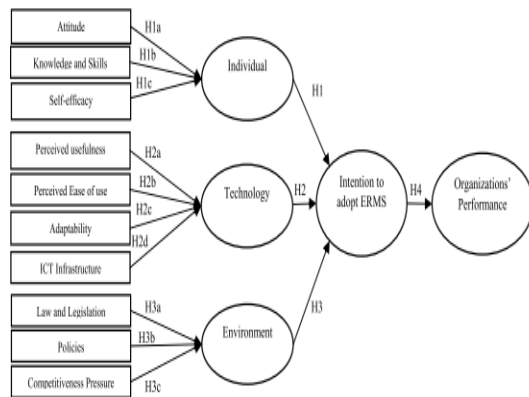 Attitude
H1a
Knowledge and Skills
H1b
H1c
Self-efficacy
Individual
H1
Perceived usefulness
H2a
Perceived Ease of use
H2b
Adaptability
H2c
H2d
ICT Infrastructure
Technology
H2
Intention to
adopt ERMS
H4
Organizations'
Performance
Law and Legislation
H3a
Policies
H3b
Competitiveness Pressure
H3c
Environment
H3